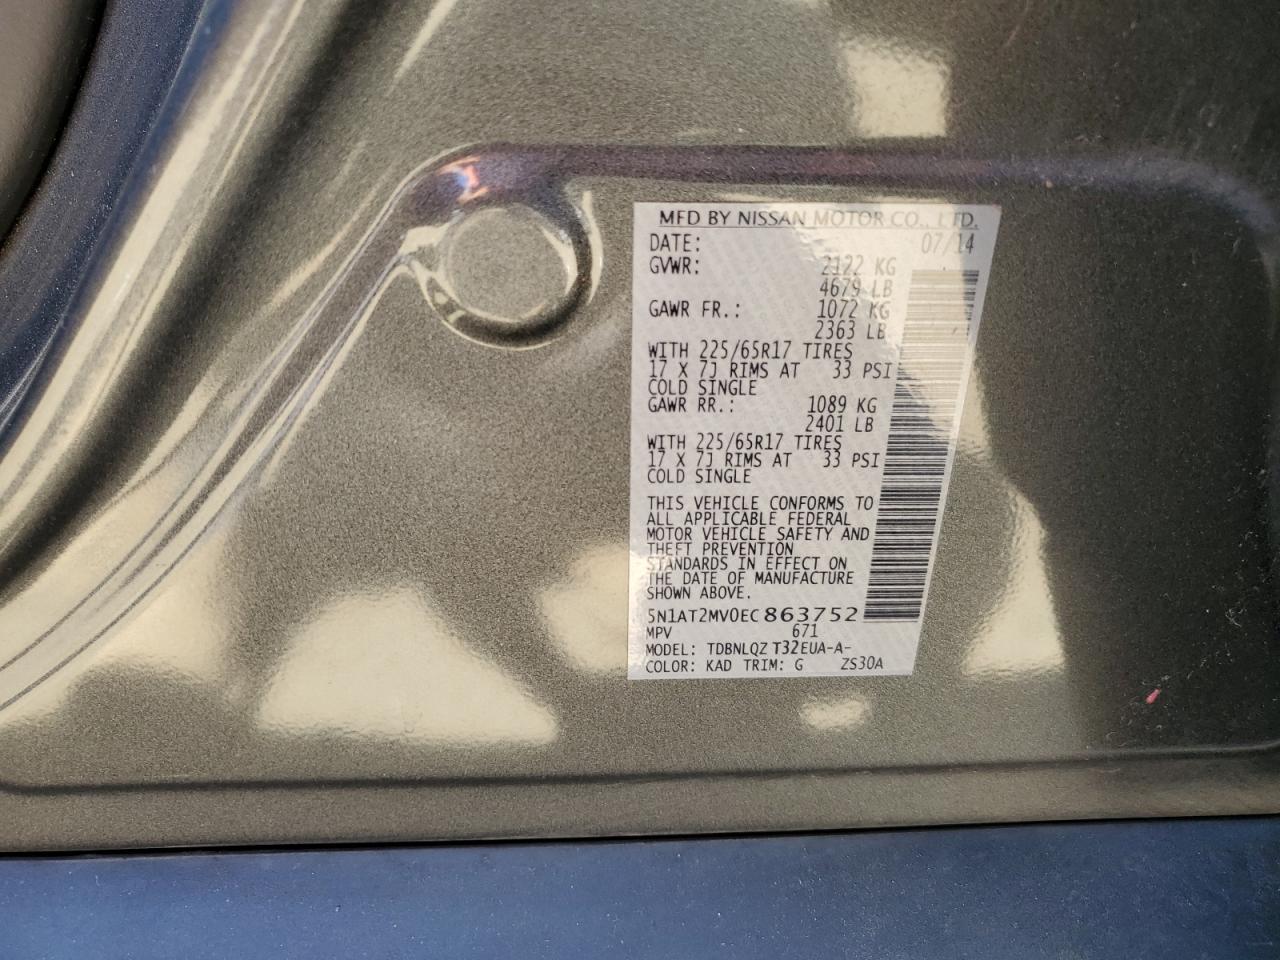 MFD BY NISSAN MOTOR CO., LTD.
DATE: 07/14
GVWR: 2122 KG
4679 LB
GAWR FR.: 1072 KG
2363 LB
WITH 225/65R17 TIRES
17 X 7J RIMS AT 33 PSI
COLD SINGLE
GAWR RR.: 1089 KG
2401 LB
WITH 225/65R17 TIRES
17 X 7J RIMS AT 33 PSI
COLD SINGLE
THIS VEHICLE CONFORMS TO
ALL APPLICABLE FEDERAL
MOTOR VEHICLE SAFETY AND
THEFT PREVENTION
STANDARDS IN EFFECT ON
THE DATE OF MANUFACTURE
SHOWN ABOVE.
5N1AT2MV0EC863752
MPV 671
MODEL: TDBNLQZ T32EUA-A-
COLOR: KAD TRIM: G ZS30A